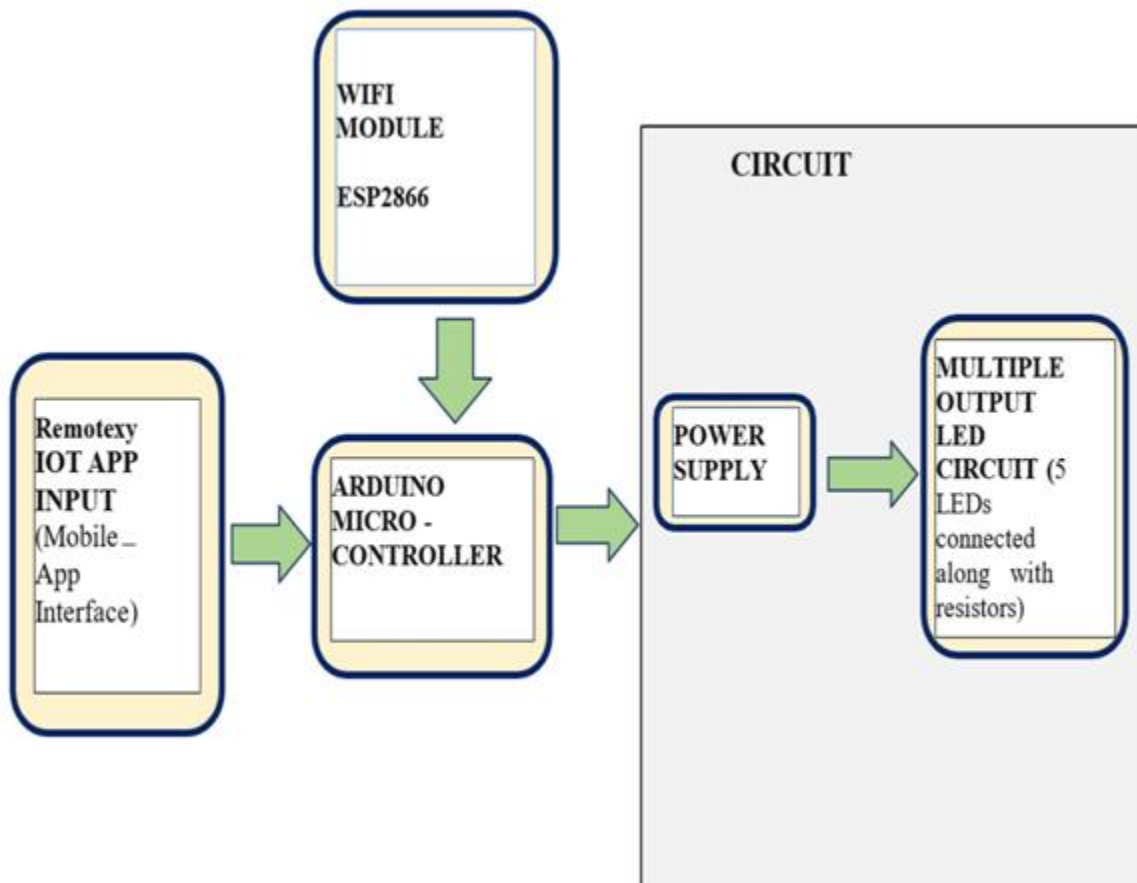 WIFI
MODULE
ESP2866
CIRCUIT
Remotexy
IOT APP
INPUT
(Mobile –
App
Interface)
ARDUINO
MICRO -
CONTROLLER
POWER
SUPPLY
MULTIPLE
OUTPUT
LED
CIRCUIT (5
LEDs
connected
along with
resistors)